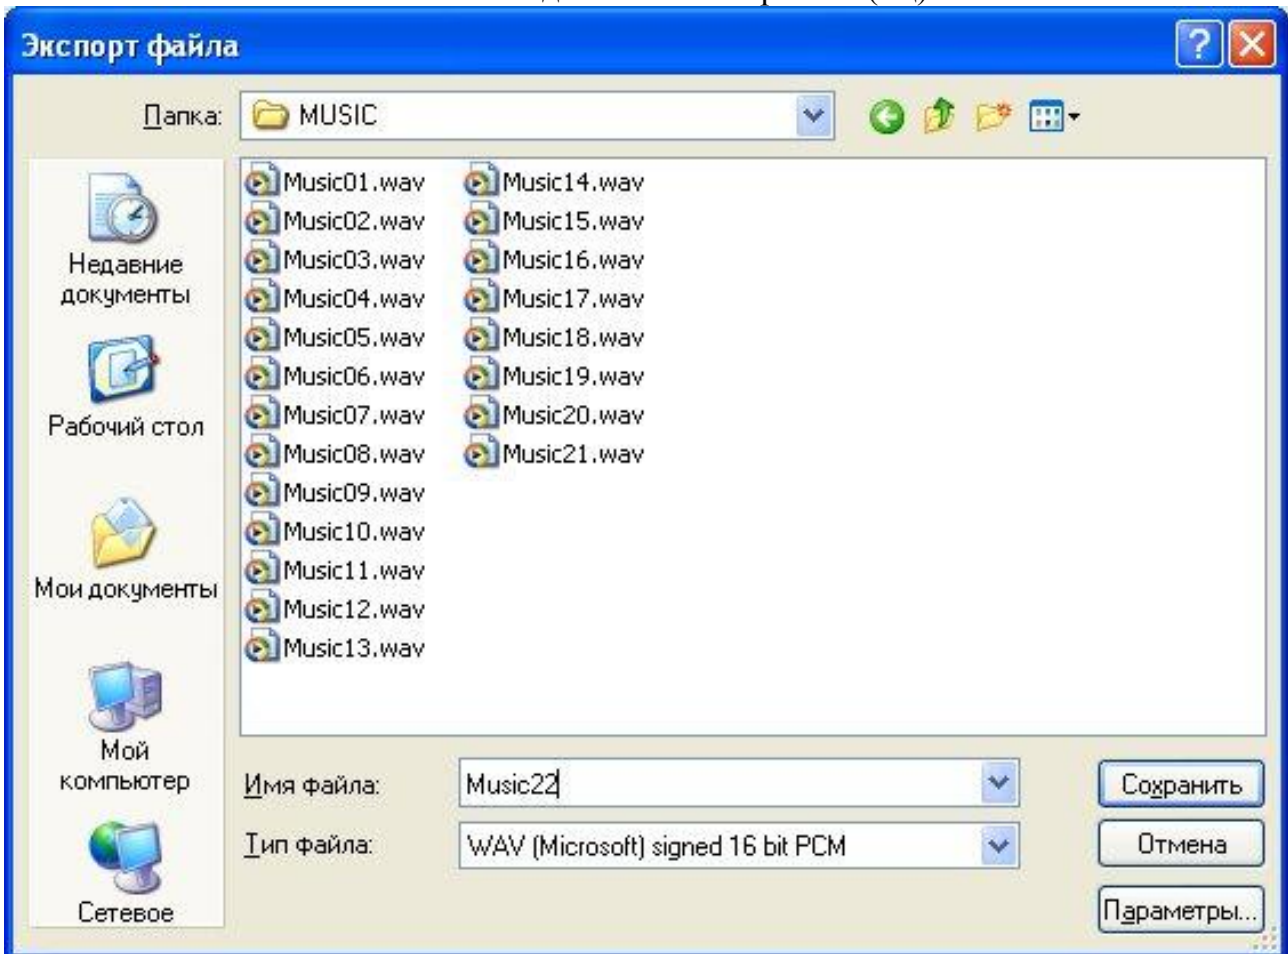 Экспорт файла
Папка:
MUSIC
Недавние
документы
Рабочий стол
Мои документы
Мой
компьютер
Сетевое
Music01.wav
Music02.wav
Music03.wav
Music04.wav
Music05.wav
Music06.wav
Music07.wav
Music08.wav
Music09.wav
Music10.wav
Music11.wav
Music12.wav
Music13.wav
Music14.wav
Music15.wav
Music16.wav
Music17.wav
Music18.wav
Music19.wav
Music20.wav
Music21.wav
Имя файла:
Music22
Сохранить
Тип файла:
WAV (Microsoft) signed 16 bit PCM
Отмена
Параметры...